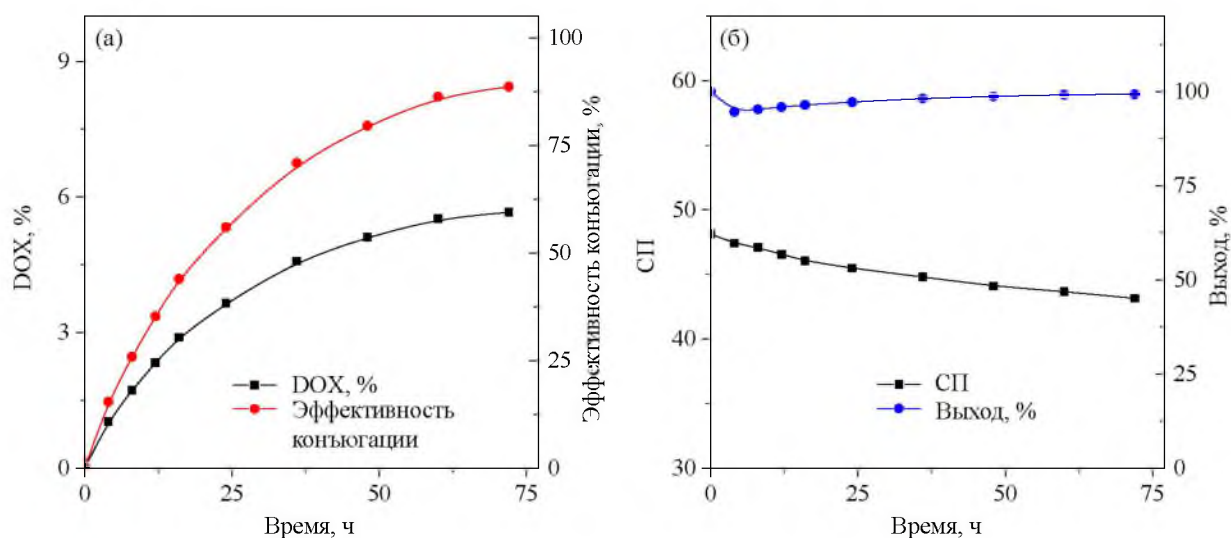 (а)
9
6
3
0
DOX, %
100
75
50
25
0
Эффективность конъюгации, %
DOX, %
Эффективность
конъюгации
0
25
50
75
Время, ч
(б)
60
50
40
30
СП
100
75
50
25
0
Выход, %
СП
Выход, %
0
25
50
75
Время, ч